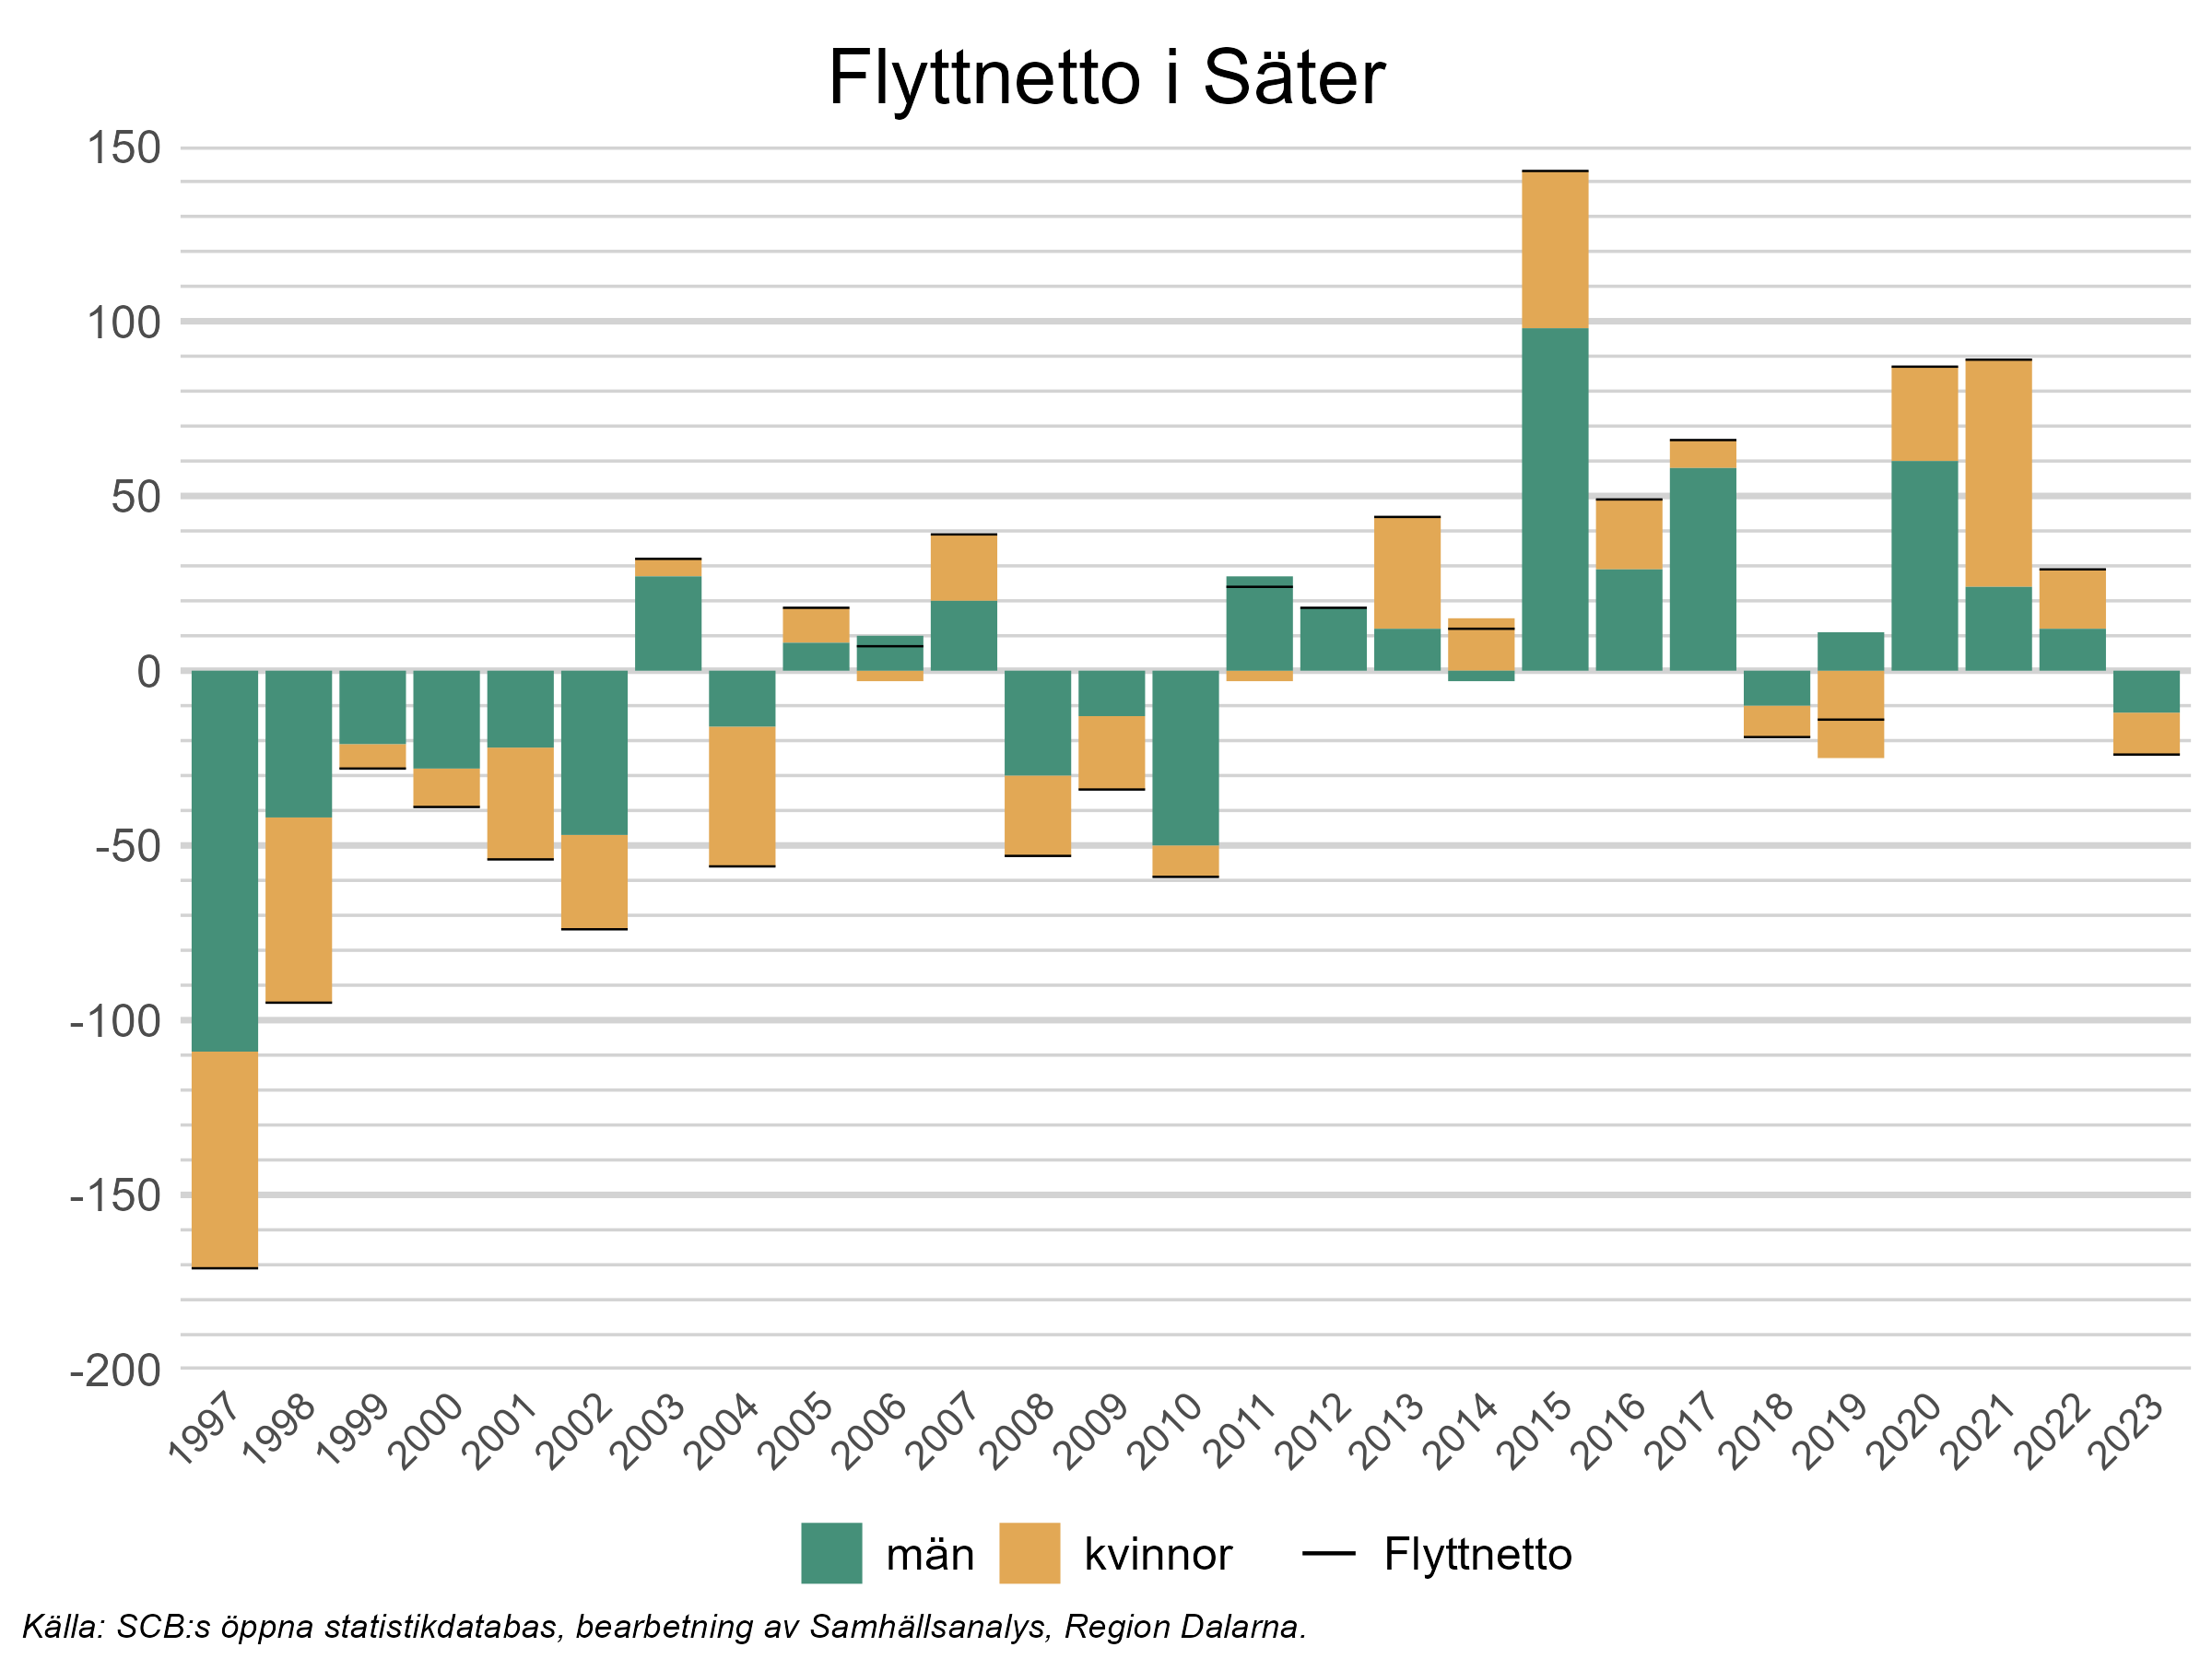 Flyttnetto i Säter
150
100
50
0
-50
-100
-150
-200
1997 1998 1999 2000 2001 2002 2003 2004 2005 2006 2007 2008 2009 2010 2011 2012 2013 2014 2015 2016 2017 2018 2019 2020 2021 2022 2023
män kvinnor Flyttnetto
Källa: SCB:s öppna statistikdatabas, bearbetning av Samhällsanalys, Region Dalarna.